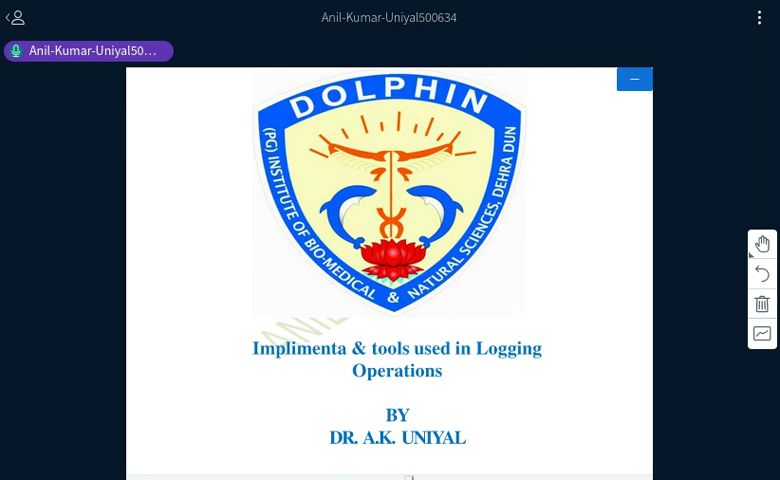 Anil-Kumar-Uniyal500634
Anil-Kumar-Uniyal50...
DOLPHIN
(PG) INSTITUTE OF BIO-MEDICAL & NATURAL SCIENCES, DEHRA DUN
Implimenta & tools used in Logging
Operations
BY
DR. A.K. UNIYAL